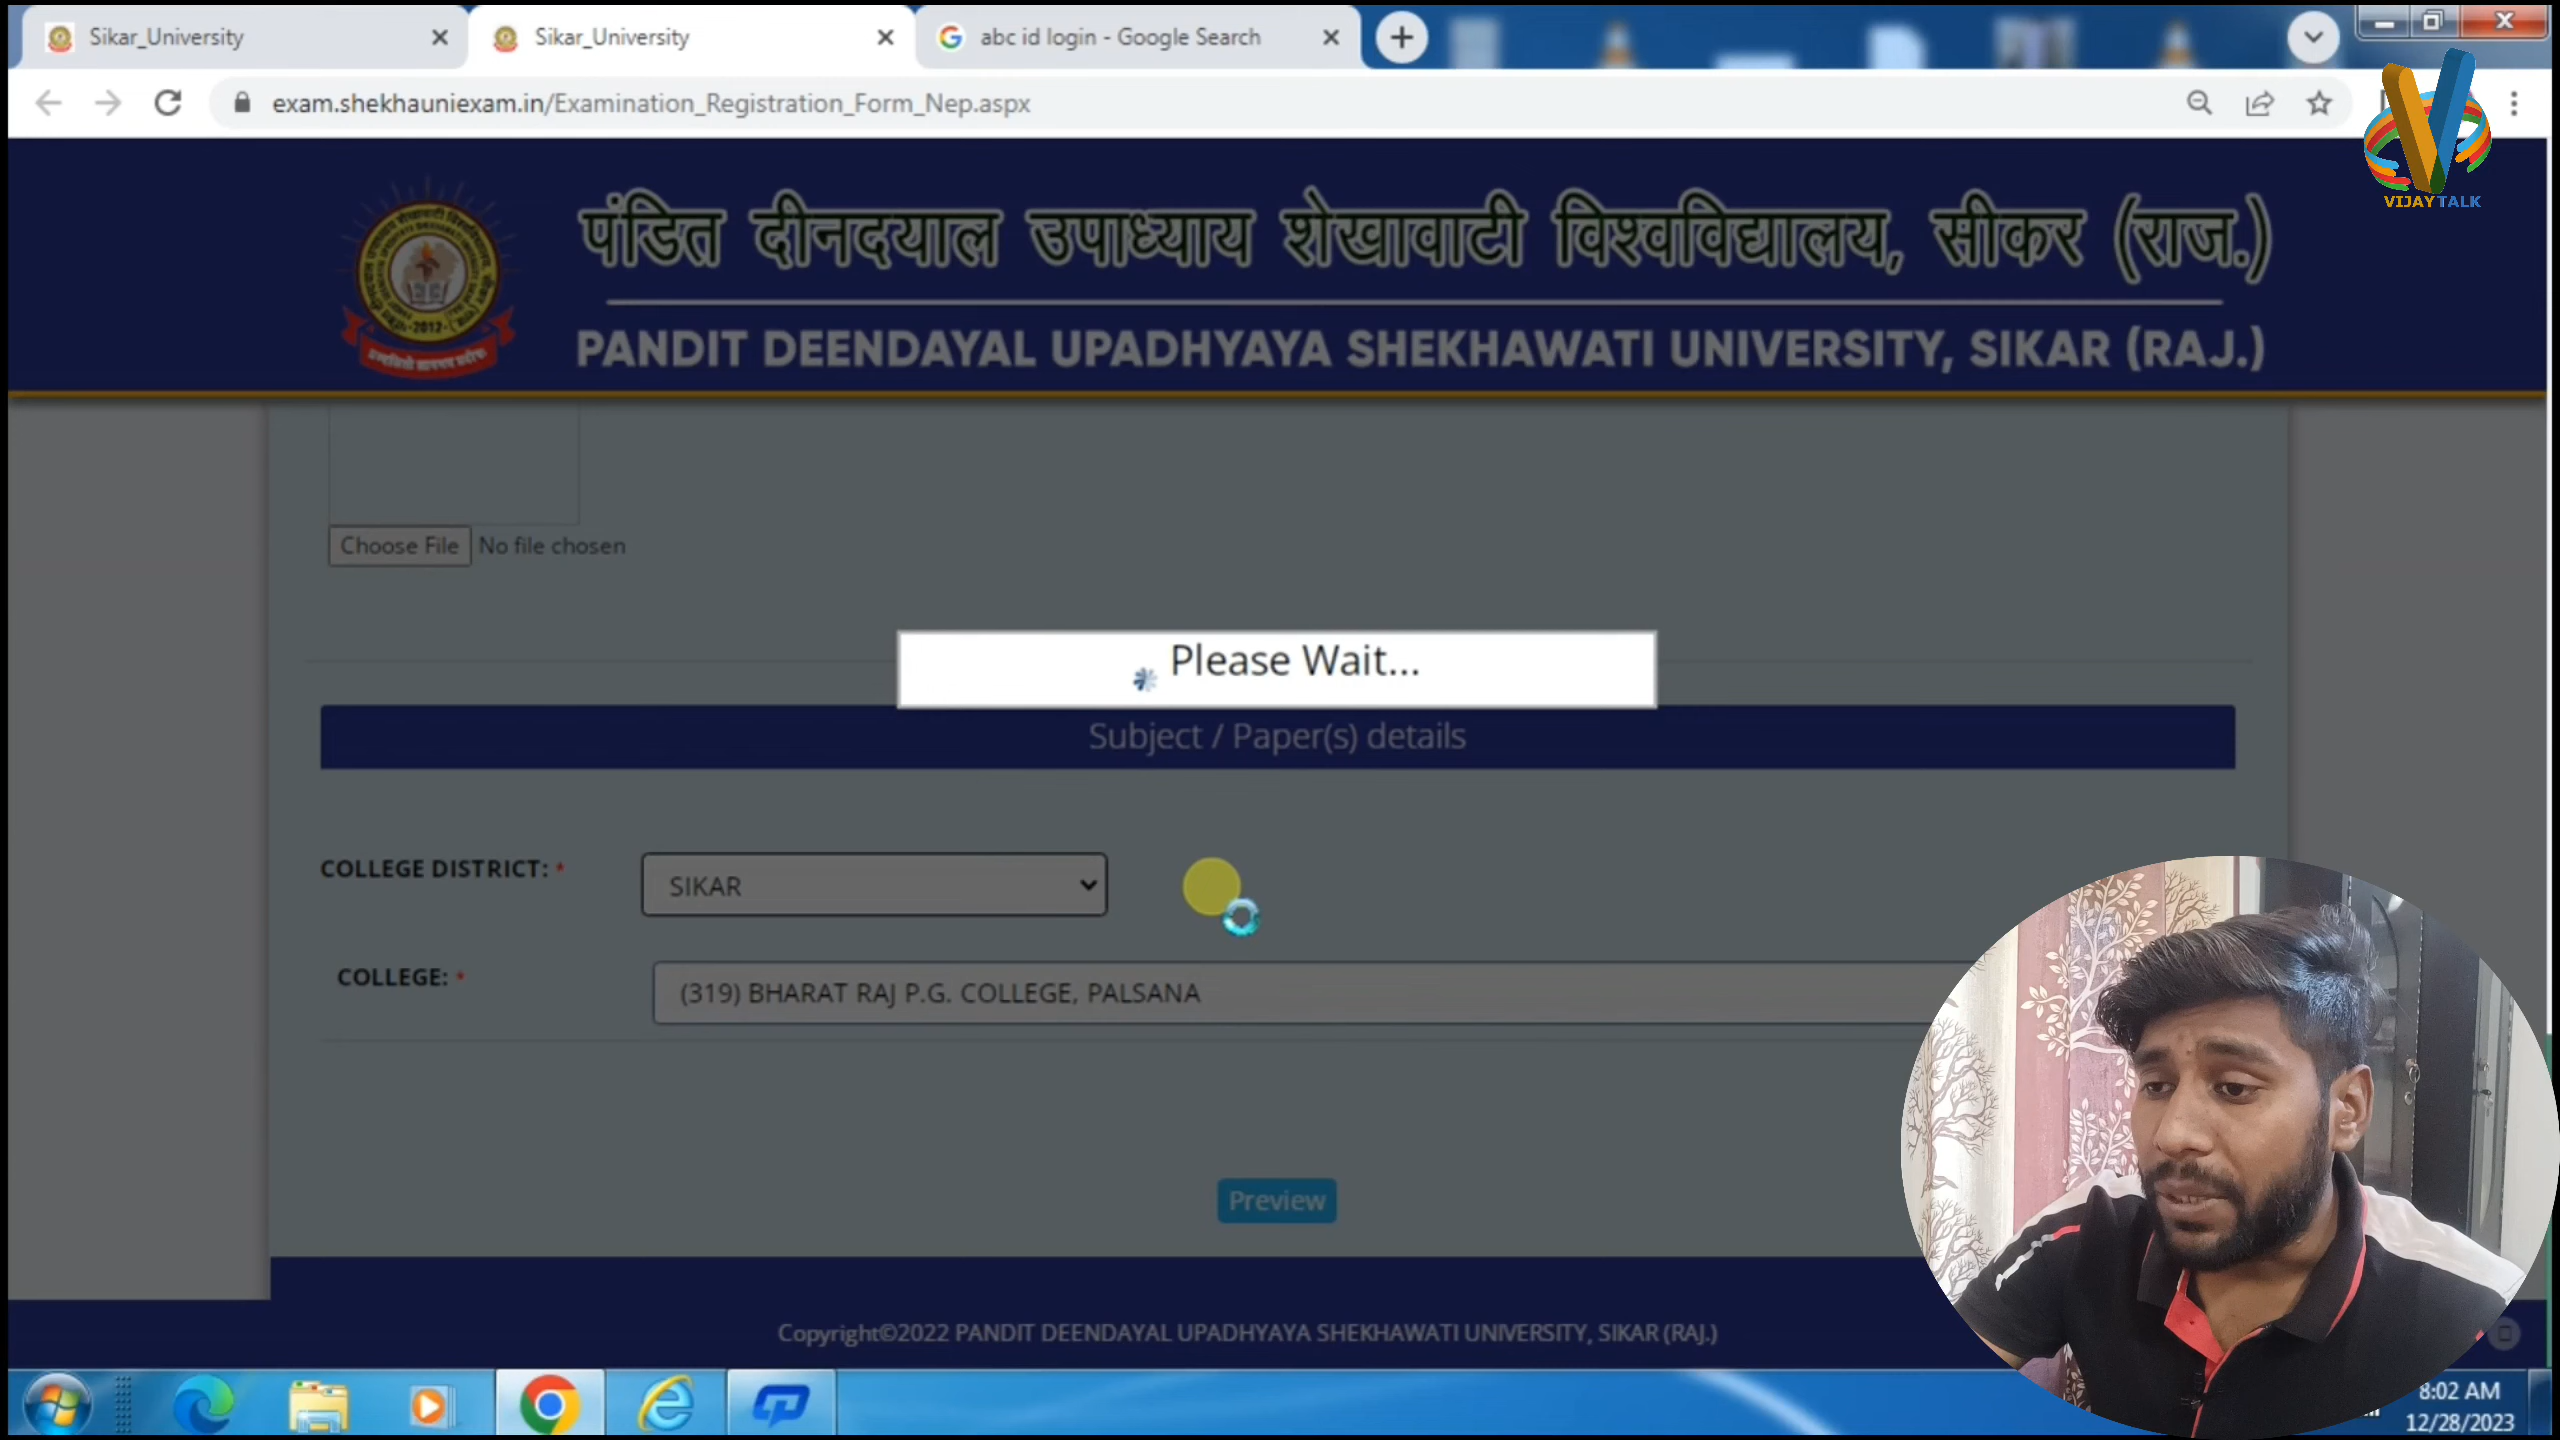 Sikar_University
Sikar_University
abc id login - Google Search
exam.shekhauniexam.in/Examination_Registration_Form_Nep.aspx
VIJAYTALK
पंडित दीनदयाल उपाध्याय शेखावाटी विश्वविद्यालय, सीकर (राज.)
PANDIT DEENDAYAL UPADHYAYA SHEKHAWATI UNIVERSITY, SIKAR (RAJ.)
2012
Choose File No file chosen
Please Wait...
Subject / Paper(s) details
COLLEGE DISTRICT: *
SIKAR
COLLEGE: *
(319) BHARAT RAJ P.G. COLLEGE, PALSANA
Preview
Copyright©2022 PANDIT DEENDAYAL UPADHYAYA SHEKHAWATI UNIVERSITY, SIKAR (RAJ.)
8:02 AM
12/28/2023